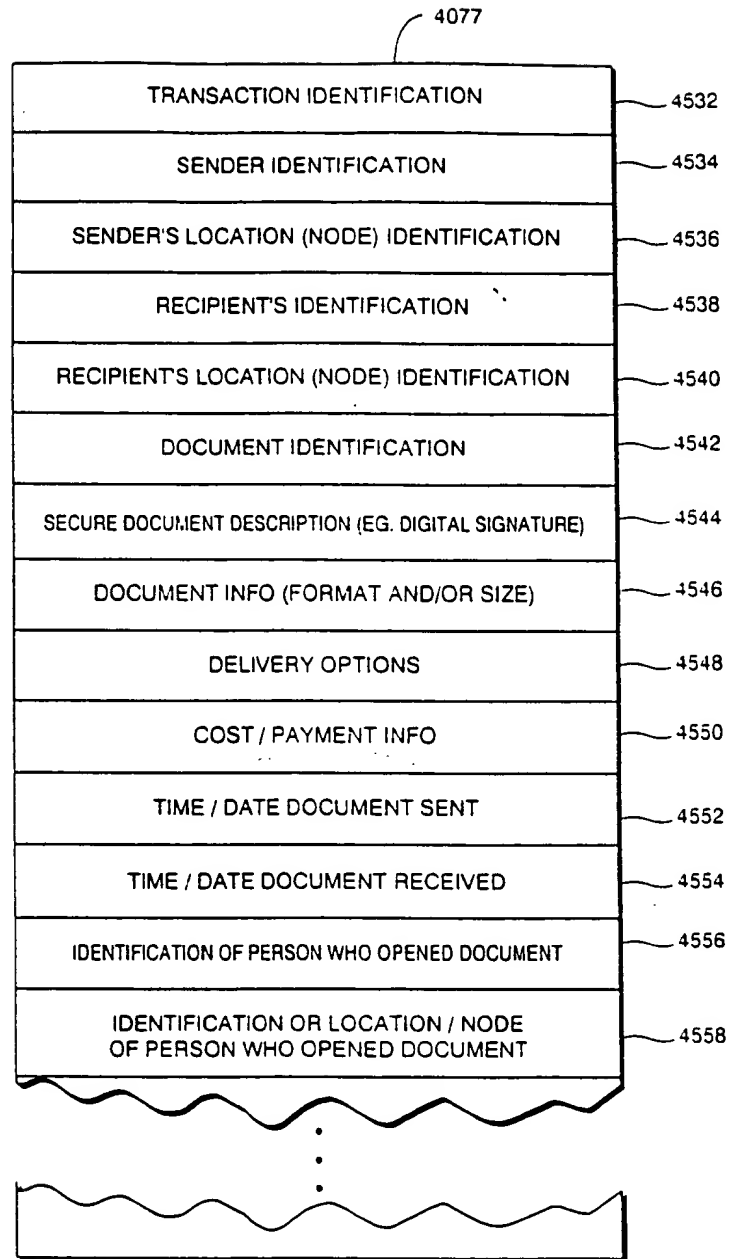 4077
TRANSACTION IDENTIFICATION 4532
SENDER IDENTIFICATION 4534
SENDER'S LOCATION (NODE) IDENTIFICATION 4536
RECIPIENT'S IDENTIFICATION 4538
RECIPIENT'S LOCATION (NODE) IDENTIFICATION 4540
DOCUMENT IDENTIFICATION 4542
SECURE DOCUMENT DESCRIPTION (EG. DIGITAL SIGNATURE) 4544
DOCUMENT INFO (FORMAT AND/OR SIZE) 4546
DELIVERY OPTIONS 4548
COST / PAYMENT INFO 4550
TIME / DATE DOCUMENT SENT 4552
TIME / DATE DOCUMENT RECEIVED 4554
IDENTIFICATION OF PERSON WHO OPENED DOCUMENT 4556
IDENTIFICATION OR LOCATION / NODE
OF PERSON WHO OPENED DOCUMENT 4558